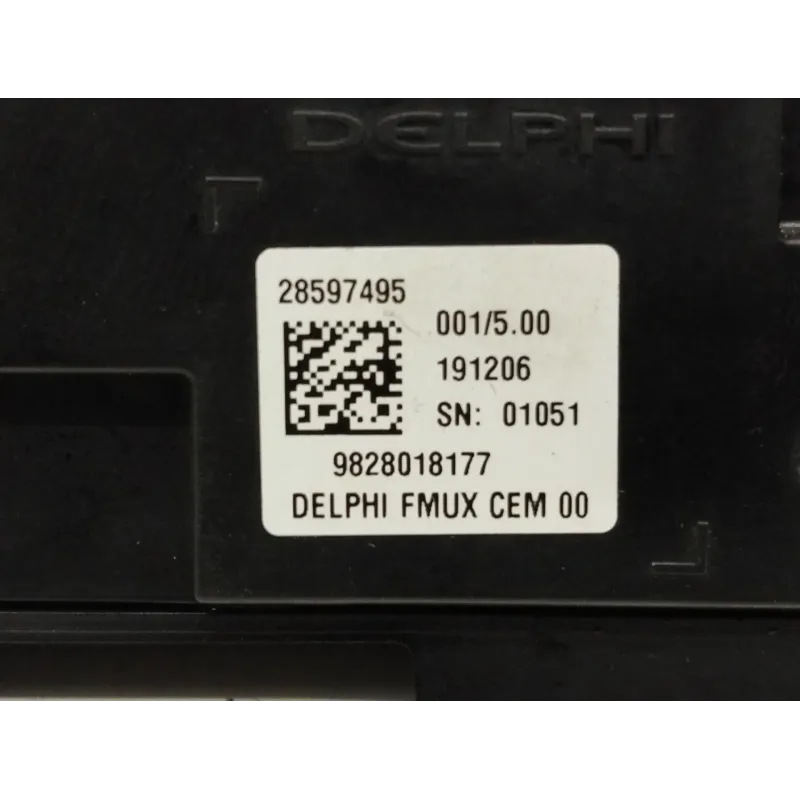 DELPHI
28597495
001/5.00
191206
SN: 01051
9828018177
DELPHI FMUX CEM 00